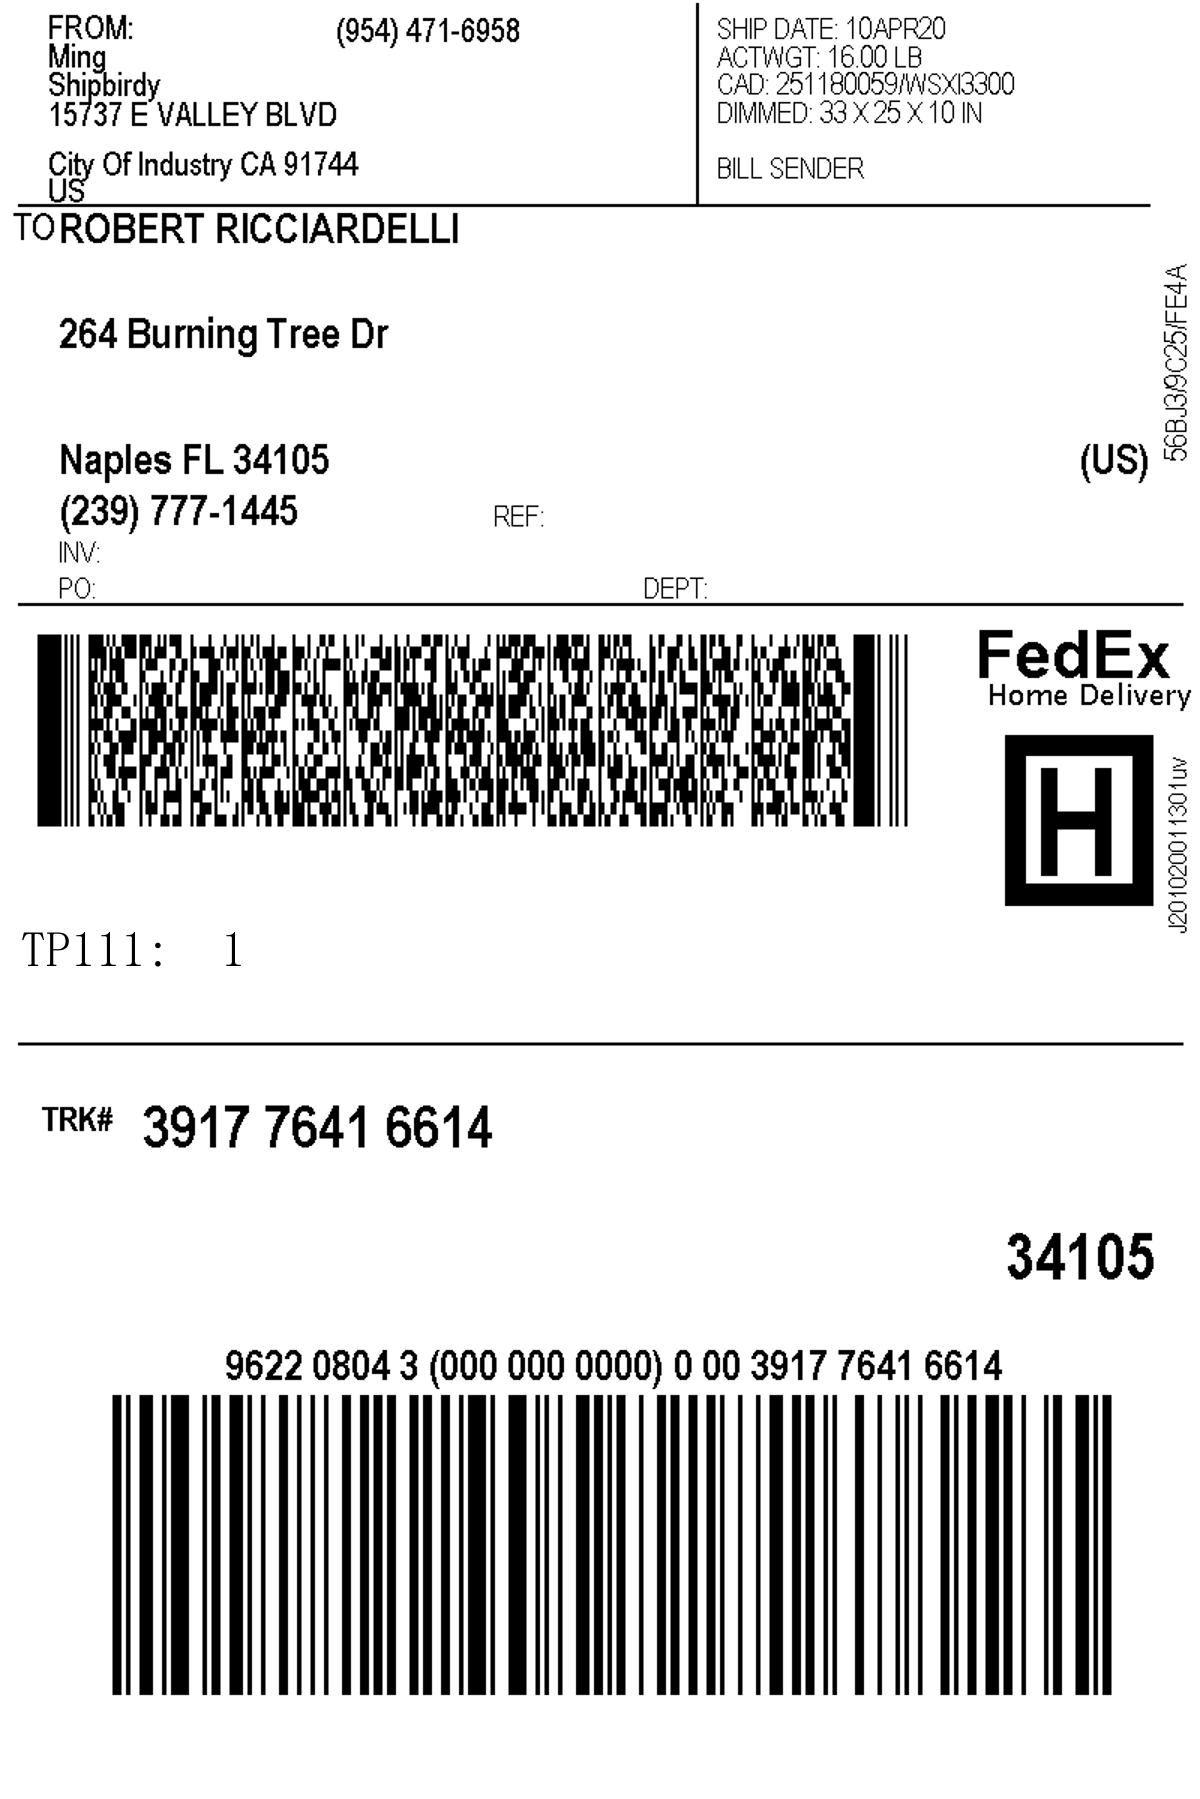 FROM: (954) 471-6958
Ming
Shipbirdy
15737 E VALLEY BLVD
City Of Industry CA 91744
US
SHIP DATE: 10APR20
ACTWGT: 16.00 LB
CAD: 251180059/WSXI3300
DIMMED: 33 X 25 X 10 IN
BILL SENDER
TO ROBERT RICCIARDELLI
264 Burning Tree Dr
Naples FL 34105 (US)
(239) 777-1445 REF:
INV:
PO: DEPT:
56BJ3/9C25/FE4A
FedEx
Home Delivery
H
J201020011301uv
TP111: 1
TRK# 3917 7641 6614
34105
9622 0804 3 (000 000 0000) 0 00 3917 7641 6614